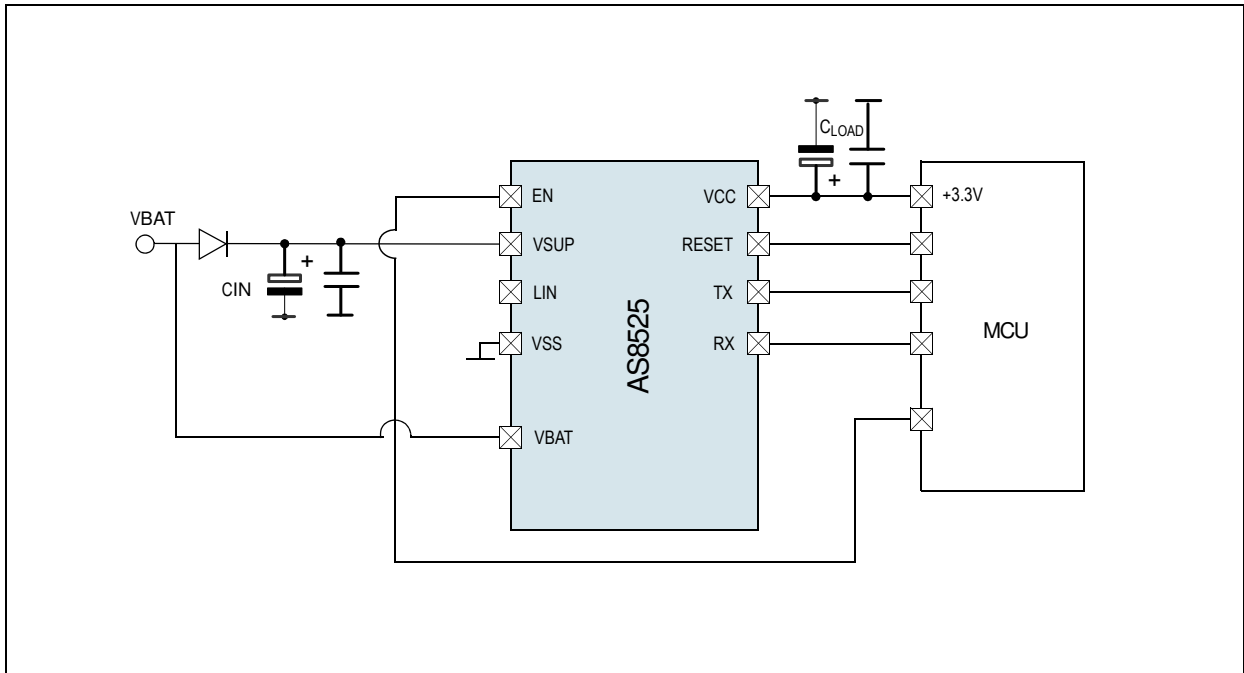 VBAT
+
CIN
EN
VSUP
LIN
VSS
VBAT
AS8525
VCC
RESET
TX
RX
CLOAD
+
+3.3V
MCU